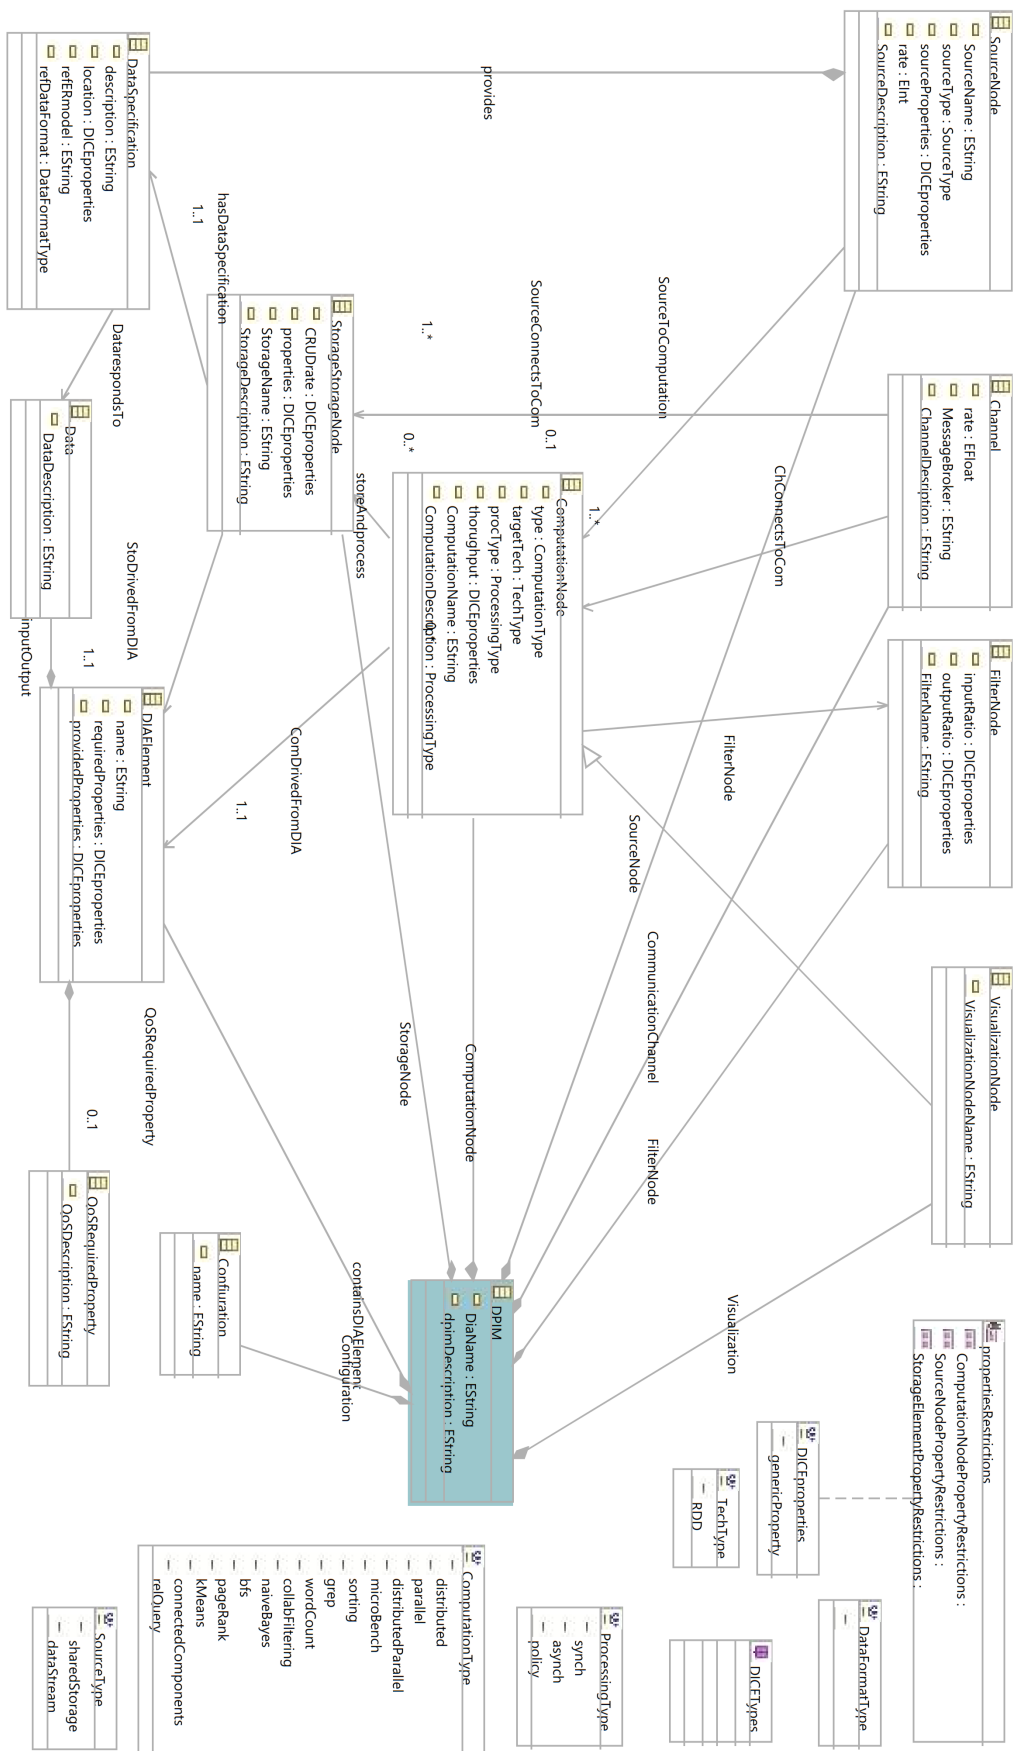 SourceNode
SourceName : EString
sourceType : SourceType
sourceProperties : DICEproperties
rate : EInt
SourceDescription : EString
Channel
rate : EFloat
MessageBroker : EString
ChannelDesription : EString
FilterNode
inputRatio : DICEproperties
outputRatio : DICEproperties
FilterName : EString
VisualizationNode
VisualizationNodeName : EString
propertiesRestrictions
ComputationNodePropertyRestrictions :
SourceNodePropertyRestrictions :
StorageElementPropertyRestrictions :
DICEproperties
genericProperty
TechType
RDD
DataFormatType
DICETypes
provides
SourceToComputation
SourceConnectsToCom
ChConnectsToCom
0..1
1..*
1..*
0..*
FilterNode
SourceNode
CommunicationChannel
FilterNode
Visualization
ComputationNode
type : ComputationType
targetTech : TechType
procType : ProcessingType
thorughput : DICEproperties
ComputationName : EString
ComputationDescription : ProcessingType
storeAndprocess
ComputationNode
StorageNode
DPIM
DiaName : EString
dpimDescription : EString
ProcessingType
synch
asynch
policy
ComputationType
distributed
parallel
distributedParallel
microBench
sorting
grep
wordCount
collabFiltering
naiveBayes
bfs
pageRank
kMeans
connectedComponents
relQuery
StorageStorageNode
CRUDrate : DICEproperties
properties : DICEproperties
StorageName : EString
StorageDescription : EString
hasDataSpecification
1..1
ComDrivedFromDIA
1..1
containsDIAElement
Configuration
Confiuration
name : EString
DataSpecification
description : EString
location : DICEproperties
refERmodel : EString
refDataFormat : DataFormatType
DatarespondsTo
StoDrivedFromDIA
1..1
Data
DataDescription : EString
inputOutput
DIAElement
name : EString
requiredProperties : DICEproperties
providedProperties : DICEproperties
QoSRequiredProperty
0..1
QoSRequiredProperty
QoSDescription : EString
SourceType
sharedStorage
dataStream